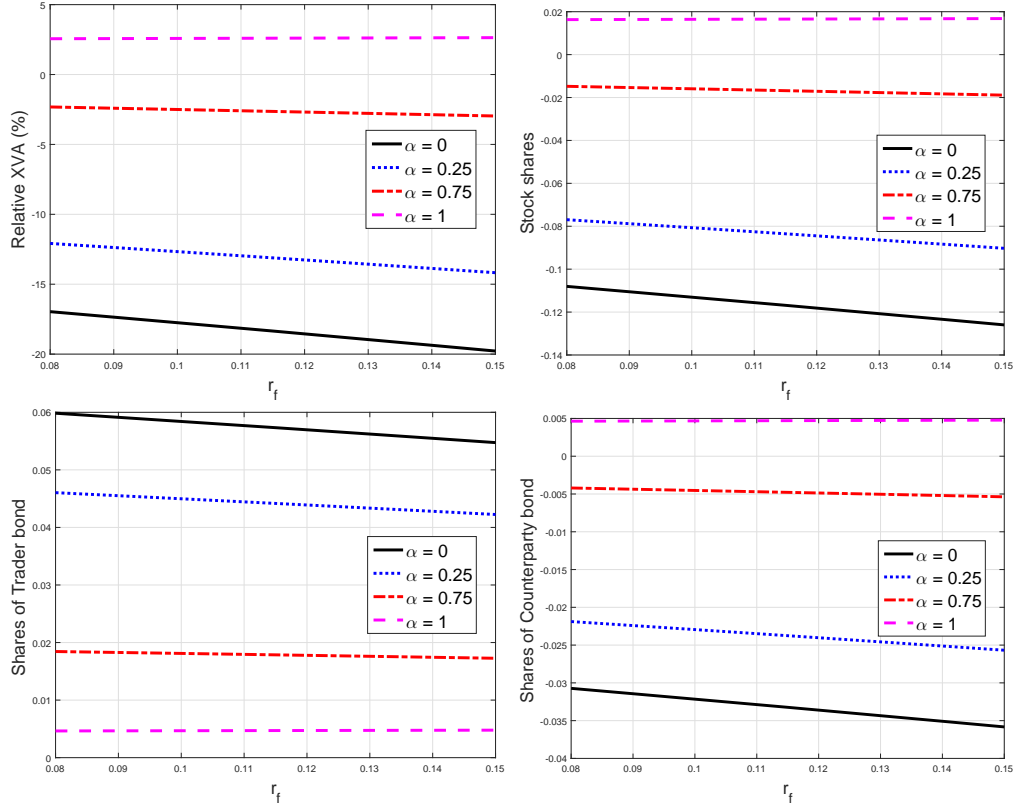 Relative XVA (%)
5
0
-5
-10
-15
-20
0.08 0.09 0.1 0.11 0.12 0.13 0.14 0.15
r_f
α = 0
α = 0.25
α = 0.75
α = 1
Stock shares
0.02
0
-0.02
-0.04
-0.06
-0.08
-0.1
-0.12
-0.14
0.08 0.09 0.1 0.11 0.12 0.13 0.14 0.15
r_f
α = 0
α = 0.25
α = 0.75
α = 1
Shares of Trader bond
0.06
0.05
0.04
0.03
0.02
0.01
0
0.08 0.09 0.1 0.11 0.12 0.13 0.14 0.15
r_f
α = 0
α = 0.25
α = 0.75
α = 1
Shares of Counterparty bond
0.005
0
-0.005
-0.01
-0.015
-0.02
-0.025
-0.03
-0.035
-0.04
0.08 0.09 0.1 0.11 0.12 0.13 0.14 0.15
r_f
α = 0
α = 0.25
α = 0.75
α = 1